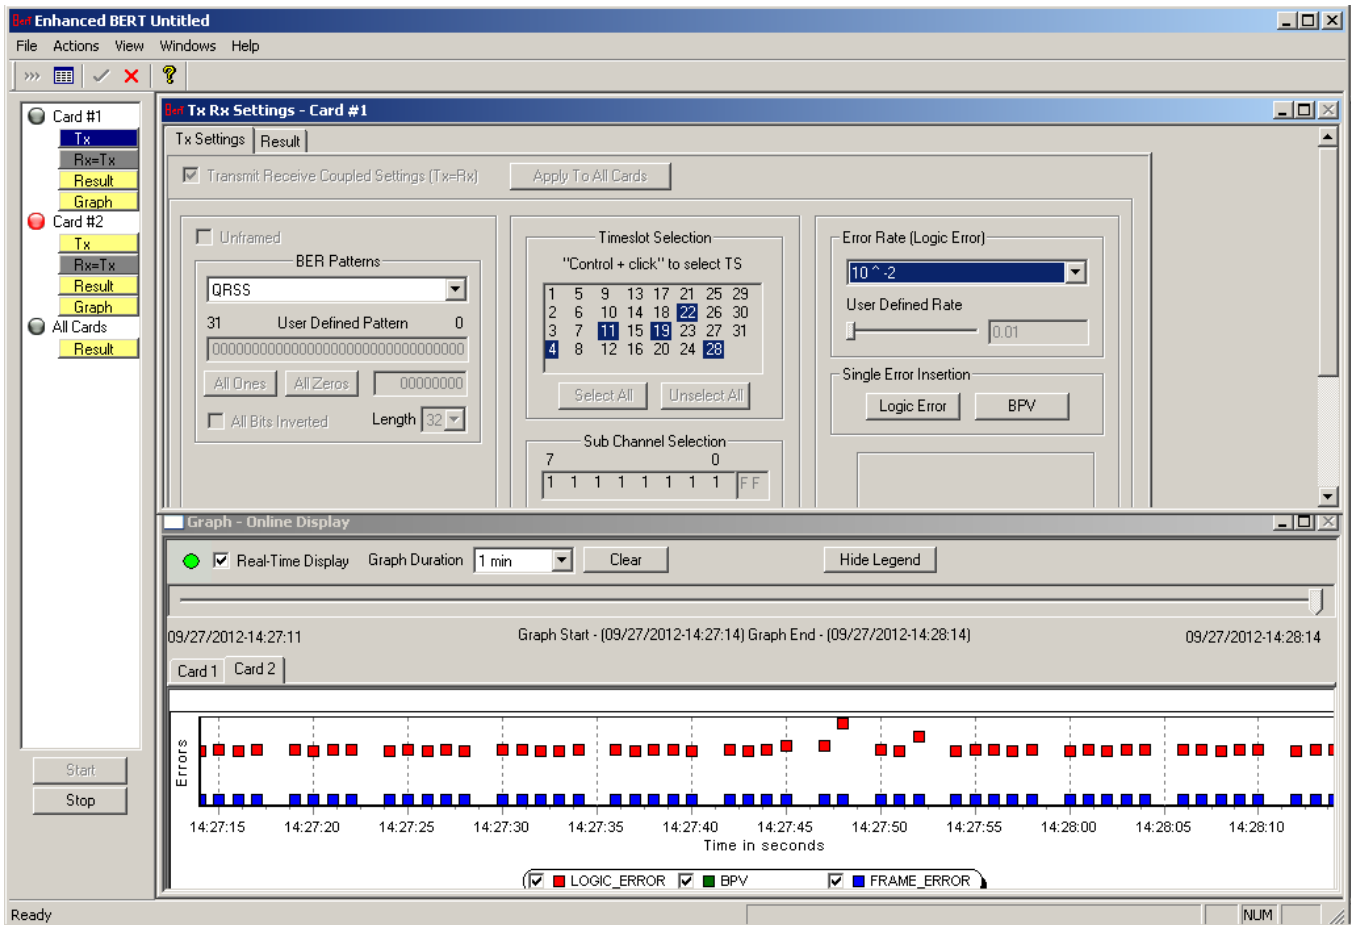 Bert Enhanced BERT Untitled
File Actions View Windows Help
Card #1
Tx
Rx=Tx
Result
Graph
Card #2
Tx
Rx=Tx
Result
Graph
All Cards
Result
Start
Stop
Bert Tx Rx Settings - Card #1
Tx Settings Result
Transmit Receive Coupled Settings (Tx=Rx) Apply To All Cards
Unframed
BER Patterns
QRSS
31 User Defined Pattern 0
00000000000000000000000000000000
All Ones All Zeros 00000000
All Bits Inverted Length 32
Timeslot Selection
"Control + click" to select TS
1 5 9 13 17 21 25 29
2 6 10 14 18 22 26 30
3 7 11 15 19 23 27 31
4 8 12 16 20 24 28
Select All Unselect All
Sub Channel Selection
7 0
1 1 1 1 1 1 1 1 FF
Error Rate (Logic Error)
10 ^ -2
User Defined Rate
0.01
Single Error Insertion
Logic Error BPV
Graph - Online Display
Real-Time Display Graph Duration 1 min Clear Hide Legend
09/27/2012-14:27:11 Graph Start - (09/27/2012-14:27:14) Graph End - (09/27/2012-14:28:14) 09/27/2012-14:28:14
Card 1 Card 2
Errors
14:27:15 14:27:20 14:27:25 14:27:30 14:27:35 14:27:40 14:27:45 14:27:50 14:27:55 14:28:00 14:28:05 14:28:10
Time in seconds
LOGIC_ERROR BPV FRAME_ERROR
Ready NUM